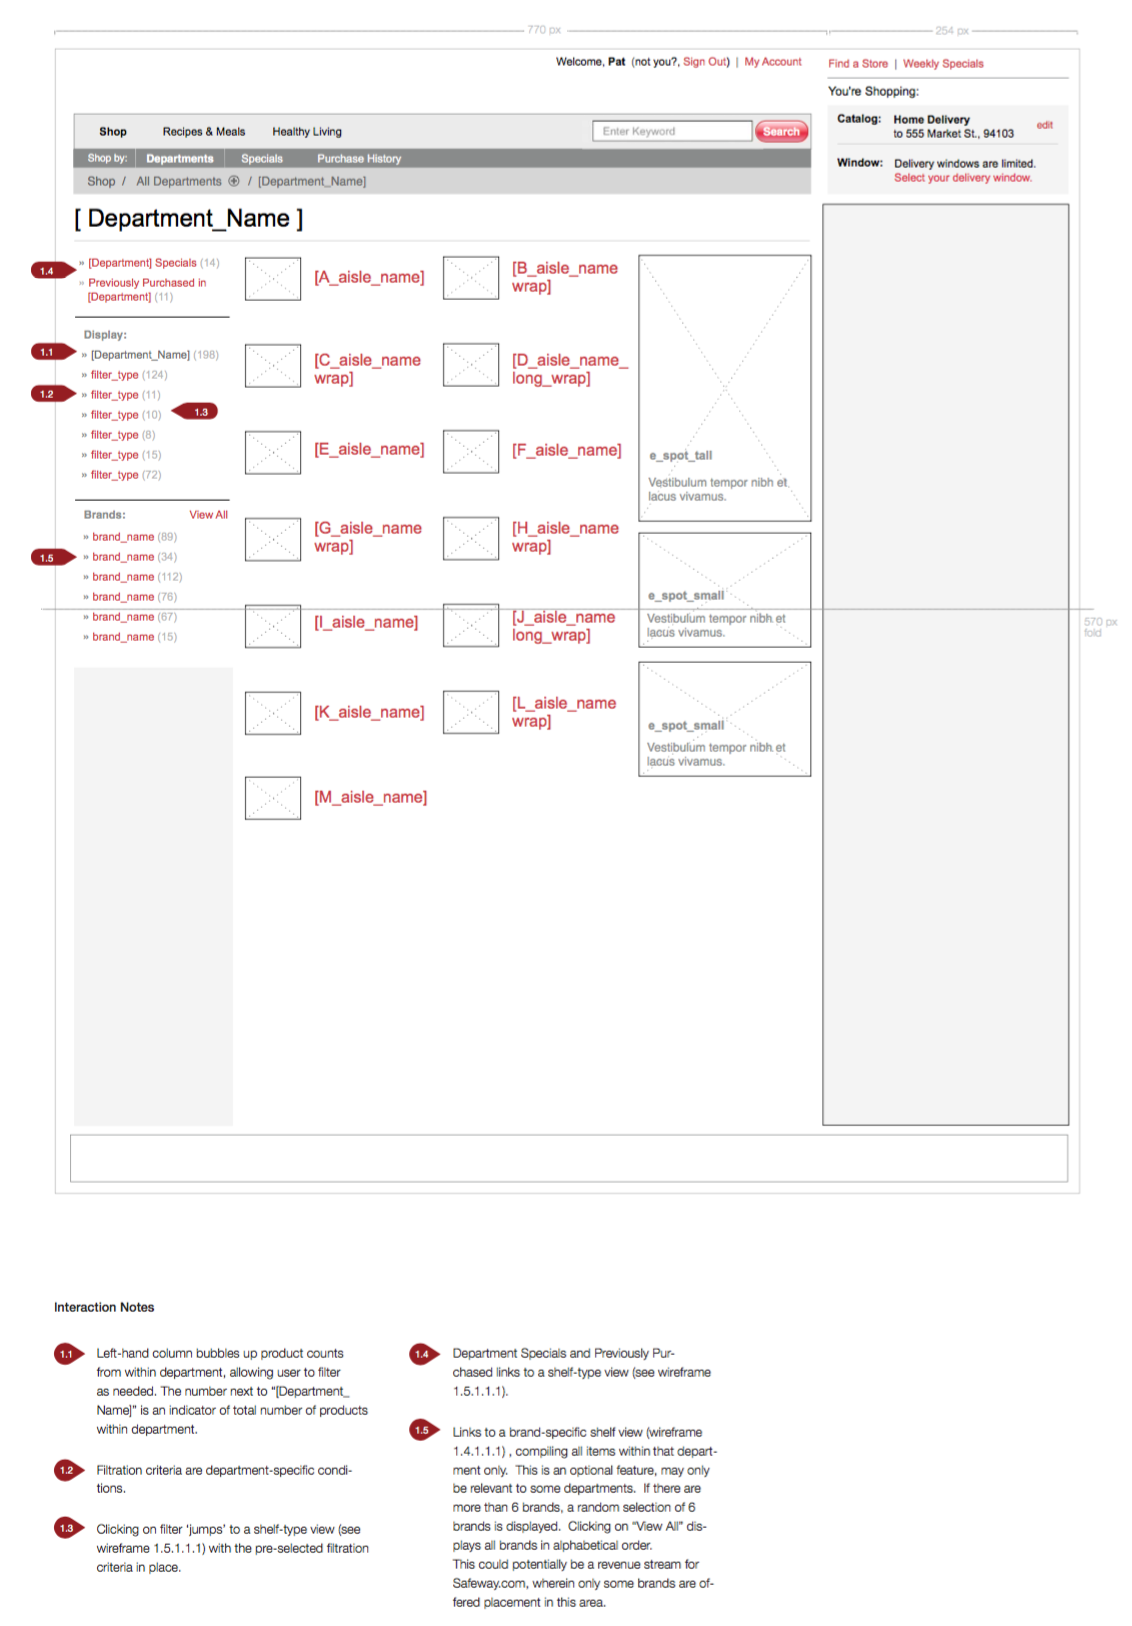 770 px
254 px
Welcome, Pat (not you?, Sign Out) | My Account
Find a Store | Weekly Specials
You're Shopping:
Catalog: Home Delivery
to 555 Market St., 94103
edit
Window: Delivery windows are limited.
Select your delivery window.
Shop Recipes & Meals Healthy Living
Enter Keyword
Search
Shop by: Departments Specials Purchase History
Shop / All Departments / [Department_Name]
[ Department_Name ]
1.4
» [Department] Specials (14)
» Previously Purchased in
[Department] (11)
Display:
1.1
» [Department_Name] (198)
» filter_type (124)
1.2
» filter_type (11)
» filter_type (10)
1.3
» filter_type (8)
» filter_type (15)
» filter_type (72)
Brands: View All
» brand_name (89)
1.5
» brand_name (34)
» brand_name (112)
» brand_name (76)
» brand_name (67)
» brand_name (15)
[A_aisle_name]
[B_aisle_name
wrap]
[C_aisle_name
wrap]
[D_aisle_name_
long_wrap]
[E_aisle_name]
[F_aisle_name]
[G_aisle_name
wrap]
[H_aisle_name
wrap]
[I_aisle_name]
[J_aisle_name
long_wrap]
[K_aisle_name]
[L_aisle_name
wrap]
[M_aisle_name]
e_spot_tall
Vestibulum tempor nibh et
lacus vivamus.
e_spot_small
Vestibulum tempor nibh et
lacus vivamus.
e_spot_small
Vestibulum tempor nibh et
lacus vivamus.
570 px
fold
Interaction Notes
1.1
Left-hand column bubbles up product counts
from within department, allowing user to filter
as needed. The number next to "[Department_
Name]" is an indicator of total number of products
within department.
1.2
Filtration criteria are department-specific condi-
tions.
1.3
Clicking on filter 'jumps' to a shelf-type view (see
wireframe 1.5.1.1.1) with the pre-selected filtration
criteria in place.
1.4
Department Specials and Previously Pur-
chased links to a shelf-type view (see wireframe
1.5.1.1.1).
1.5
Links to a brand-specific shelf view (wireframe
1.4.1.1.1) , compiling all items within that depart-
ment only. This is an optional feature, may only
be relevant to some departments. If there are
more than 6 brands, a random selection of 6
brands is displayed. Clicking on "View All" dis-
plays all brands in alphabetical order.
This could potentially be a revenue stream for
Safeway.com, wherein only some brands are of-
fered placement in this area.